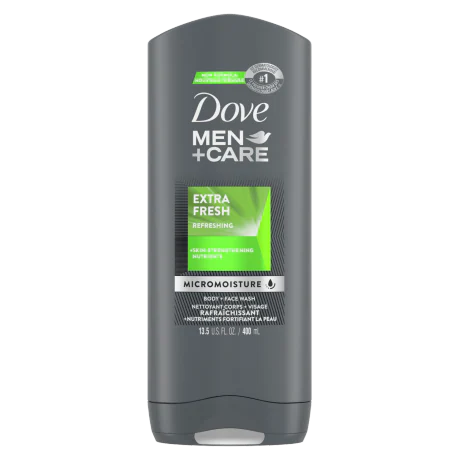 #1
Dove
MEN
+CARE
EXTRA
FRESH
REFRESHING
+SKIN-STRENGTHENING
NUTRIENTS
MICROMOISTURE
BODY + FACE WASH
NETTOYANT CORPS + VISAGE
RAFRAÎCHISSANT
+NUTRIMENTS FORTIFIANT LA PEAU
13.5 U.S. FL. OZ. / 400 mL